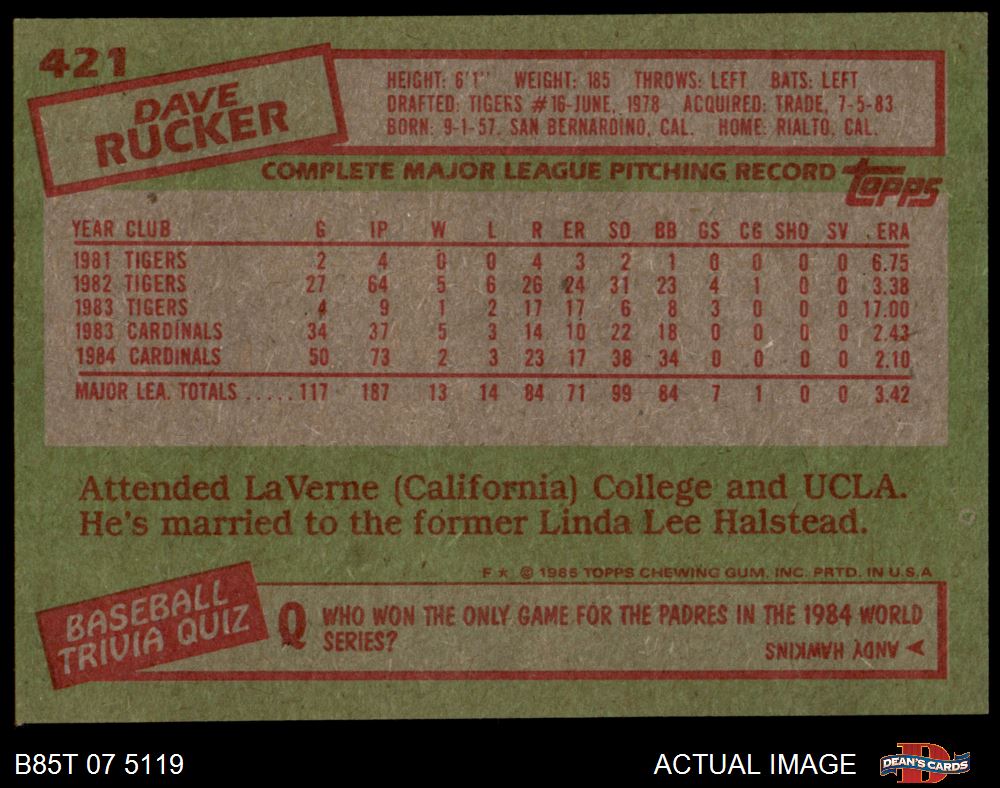 421
DAVE
RUCKER
HEIGHT: 6'1" WEIGHT: 185 THROWS: LEFT BATS: LEFT
DRAFTED: TIGERS #16-JUNE, 1978 ACQUIRED: TRADE, 7-5-83
BORN: 9-1-57, SAN BERNARDINO, CAL. HOME: RIALTO, CAL.
COMPLETE MAJOR LEAGUE PITCHING RECORD topps
YEAR CLUB G IP W L R ER SO BB GS CG SHO SV ERA
1981 TIGERS 2 4 0 0 4 3 2 1 0 0 0 0 6.75
1982 TIGERS 27 64 5 6 26 24 31 23 4 1 0 0 3.38
1983 TIGERS 4 9 1 2 17 17 6 8 3 0 0 0 17.00
1983 CARDINALS 34 37 5 3 14 10 22 18 0 0 0 0 2.43
1984 CARDINALS 50 73 2 3 23 17 38 34 0 0 0 0 2.10
MAJOR LEA. TOTALS ..... 117 187 13 14 84 71 99 84 7 1 0 0 3.42
Attended LaVerne (California) College and UCLA.
He's married to the former Linda Lee Halstead.
F ★ © 1985 TOPPS CHEWING GUM, INC. PRTD. IN U.S.A
BASEBALL
TRIVIA QUIZ
Q WHO WON THE ONLY GAME FOR THE PADRES IN THE 1984 WORLD
SERIES?
A ANDY HAWKINS
B85T 07 5119
ACTUAL IMAGE
D
DEAN'S CARDS